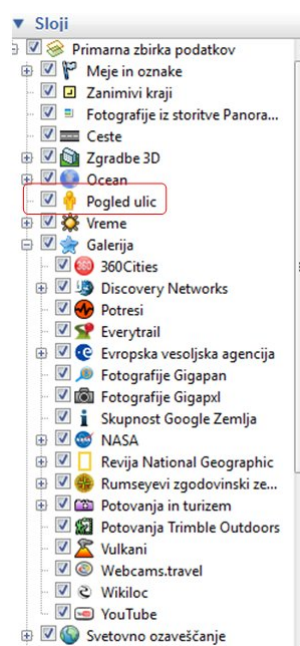 Sloji
Primarna zbirka podatkov
Meje in oznake
Zanimivi kraji
Fotografije iz storitve Panora...
Ceste
Zgradbe 3D
Ocean
Pogled ulic
Vreme
Galerija
360Cities
Discovery Networks
Potresi
Everytrail
Evropska vesoljska agencija
Fotografije Gigapan
Fotografije Gigapxl
Skupnost Google Zemlja
NASA
Revija National Geographic
Rumseyevi zgodovinski ze...
Potovanja in turizem
Potovanja Trimble Outdoors
Vulkani
Webcams.travel
Wikiloc
YouTube
Svetovno ozaveščanje